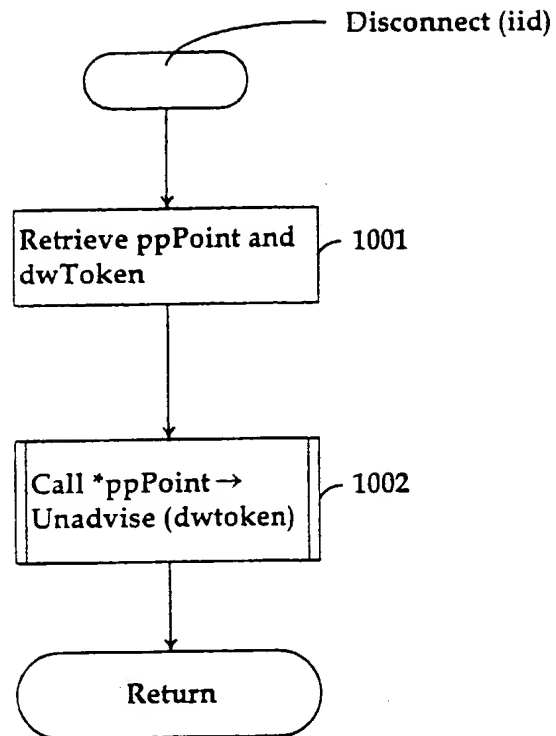 Disconnect (iid)
Retrieve ppPoint and
dwToken
1001
Call *ppPoint→
Unadvise (dwtoken)
1002
Return